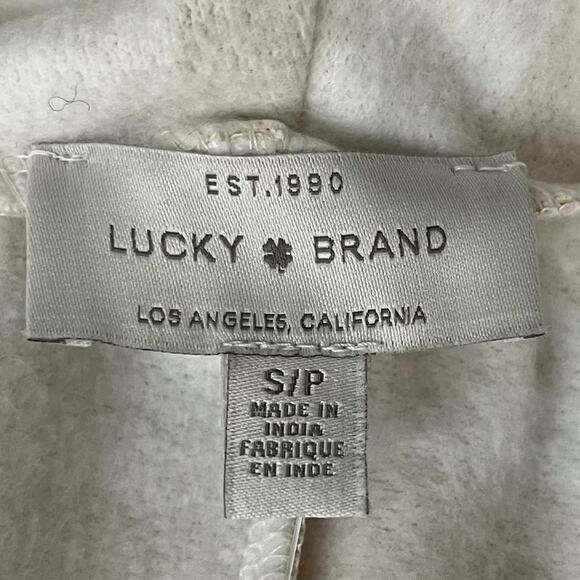 EST.1990
LUCKY BRAND
LOS ANGELES, CALIFORNIA
S/P
MADE IN
INDIA
FABRIQUE
EN INDE